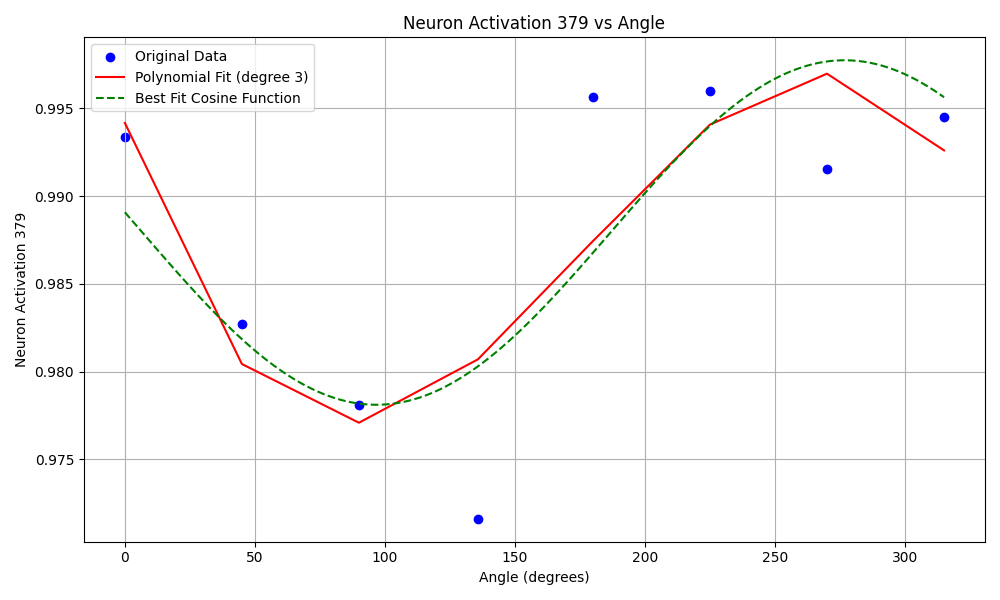 Neuron Activation 379 vs Angle
Original Data
Polynomial Fit (degree 3)
Best Fit Cosine Function
Neuron Activation 379
0.995
0.990
0.985
0.980
0.975
0 50 100 150 200 250 300
Angle (degrees)